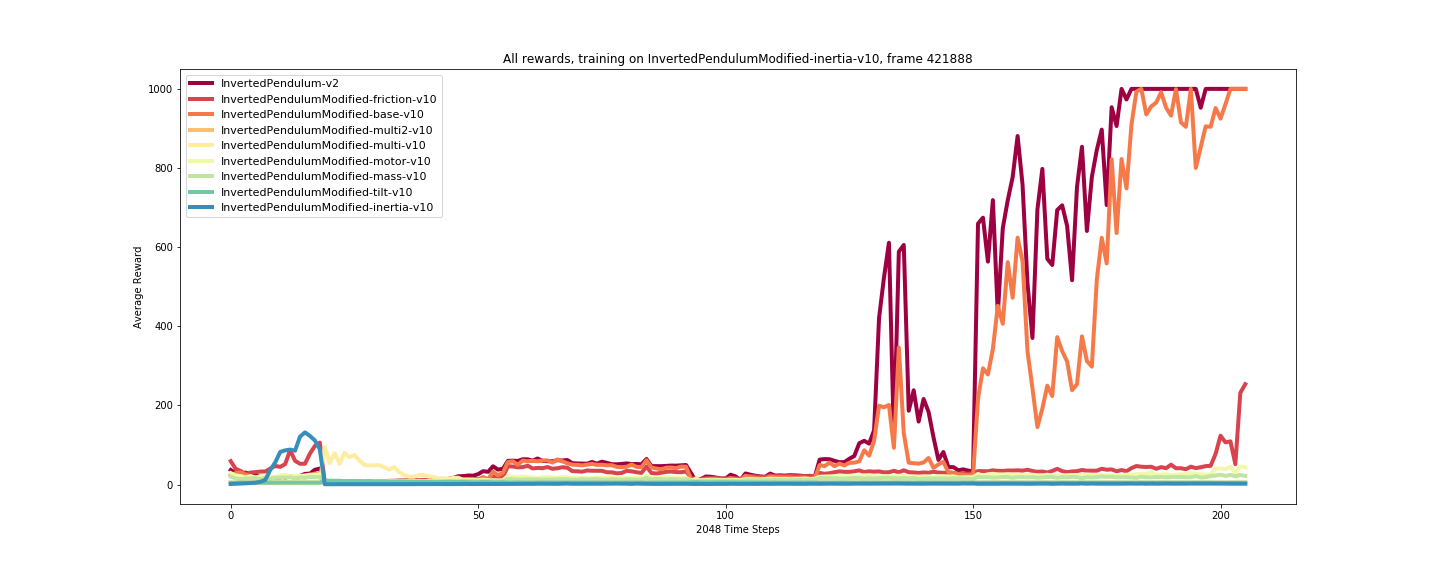 All rewards, training on InvertedPendulumModified-inertia-v10, frame 421888
InvertedPendulum-v2
InvertedPendulumModified-friction-v10
InvertedPendulumModified-base-v10
InvertedPendulumModified-multi2-v10
InvertedPendulumModified-multi-v10
InvertedPendulumModified-motor-v10
InvertedPendulumModified-mass-v10
InvertedPendulumModified-tilt-v10
InvertedPendulumModified-inertia-v10
1000
800
600
400
200
0
Average Reward
0 50 100 150 200
2048 Time Steps